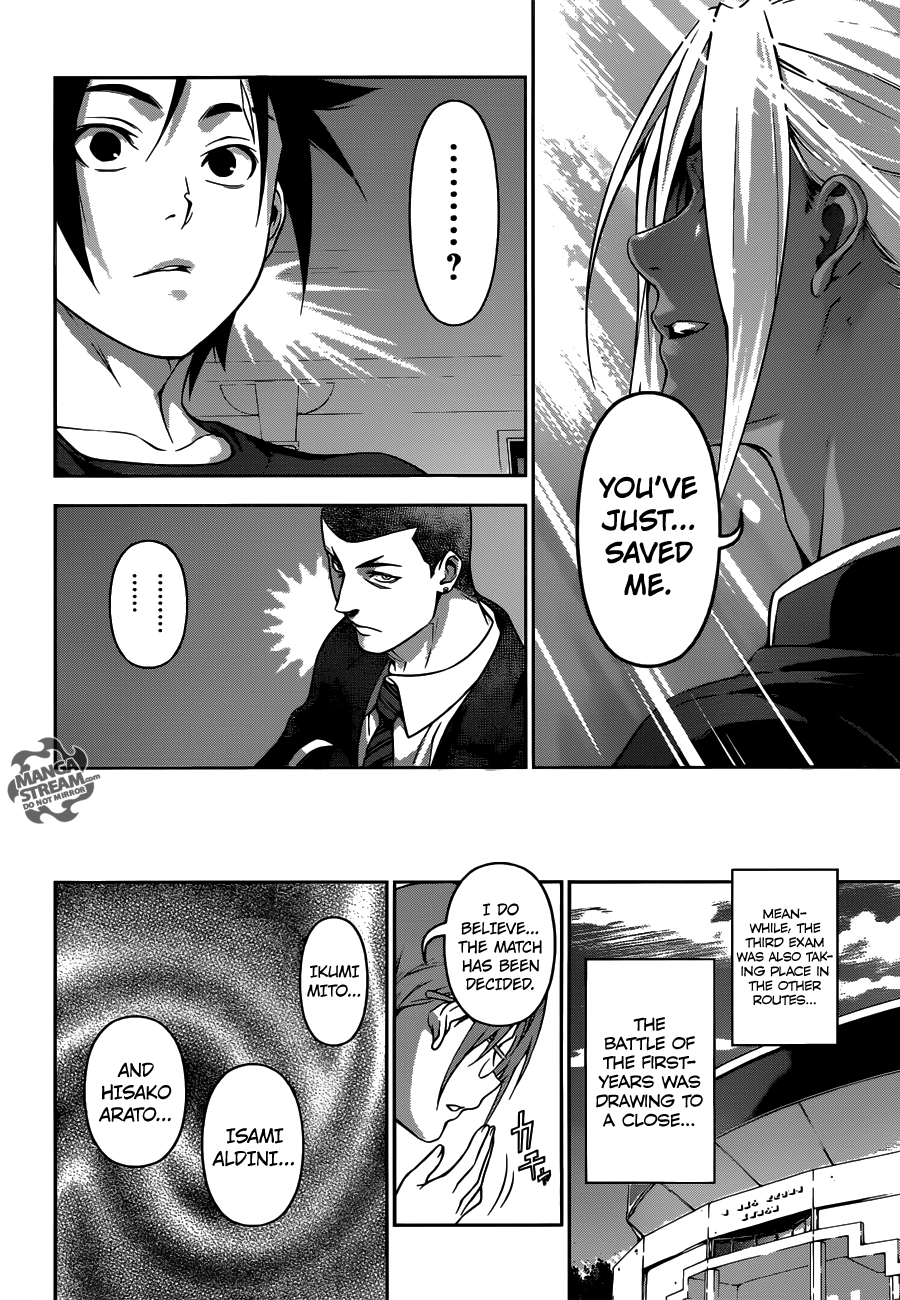 YOU'VE
JUST...
SAVED
ME.
.........?
......
......
MANGA
STREAM.com
DO NOT MIRROR
MEAN-
WHILE, THE
THIRD EXAM
WAS ALSO TAK-
ING PLACE IN
THE OTHER
ROUTES...
THE
BATTLE OF
THE FIRST-
YEARS WAS
DRAWING TO
A CLOSE...
I DO
BELIEVE...
THE MATCH
HAS BEEN
DECIDED.
カチャ
IKUMI
MITO...
ISAMI
ALDINI...
AND
HISAKO
ARATO...